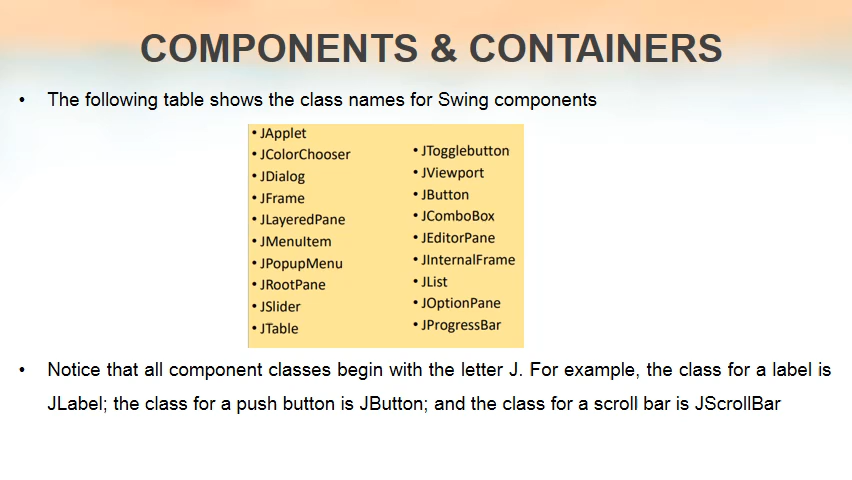 COMPONENTS & CONTAINERS
• The following table shows the class names for Swing components
• JApplet
• JColorChooser
• JDialog
• JFrame
• JLayeredPane
• JMenuItem
• JPopupMenu
• JRootPane
• JSlider
• JTable
• JTogglebutton
• JViewport
• JButton
• JComboBox
• JEditorPane
• JInternalFrame
• JList
• JOptionPane
• JProgressBar
• Notice that all component classes begin with the letter J. For example, the class for a label is
JLabel; the class for a push button is JButton; and the class for a scroll bar is JScrollBar